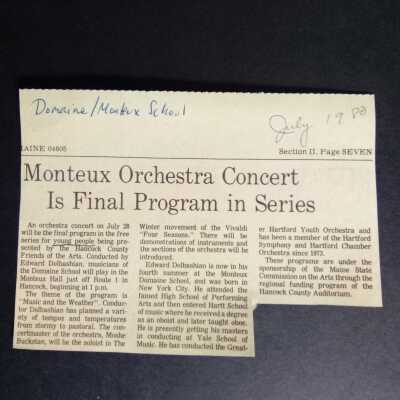 Domaine/Monteux School
July 1980
IAINE 04605
Section II, Page SEVEN
Monteux Orchestra Concert
Is Final Program in Series
An orchestra concert on July 28
will be the final program in the free
series for young people being pre-
sented by the Hancock County
Friends of the Arts. Conducted by
Edward Dolbashian, musicians of
the Domaine School will play in the
Monteux Hall just off Route 1 in
Hancock, beginning at 1 p.m.
The theme of the program is
"Music and the Weather". Conduc-
tor Dolbashian has planned a vari-
ety of tempos and temperatures
from stormy to pastoral. The con-
certmaster of the orchestra, Moshe
Buckstan, will be the soloist in The
Winter movement of the Vivaldi
"Four Seasons." There will be
demonstrations of instruments and
the sections of the orchestra will be
introduced.
Edward Dolbashian is now in his
fourth summer at the Monteux
Domaine School, and was born in
New York City. He attended the
famed High School of Performing
Arts and then entered Hartt School
of music where he received a degree
as an oboist and later taught oboe.
He is presently getting his masters
in conducting at Yale School of
Music. He has conducted the Great-
er Hartford Youth Orchestra and
has been a member of the Hartford
Symphony and Hartford Chamber
Orchestra since 1973.
These programs are under the
sponsorship of the Maine State
Commission on the Arts through the
regional funding program of the
Hancock County Auditorium.